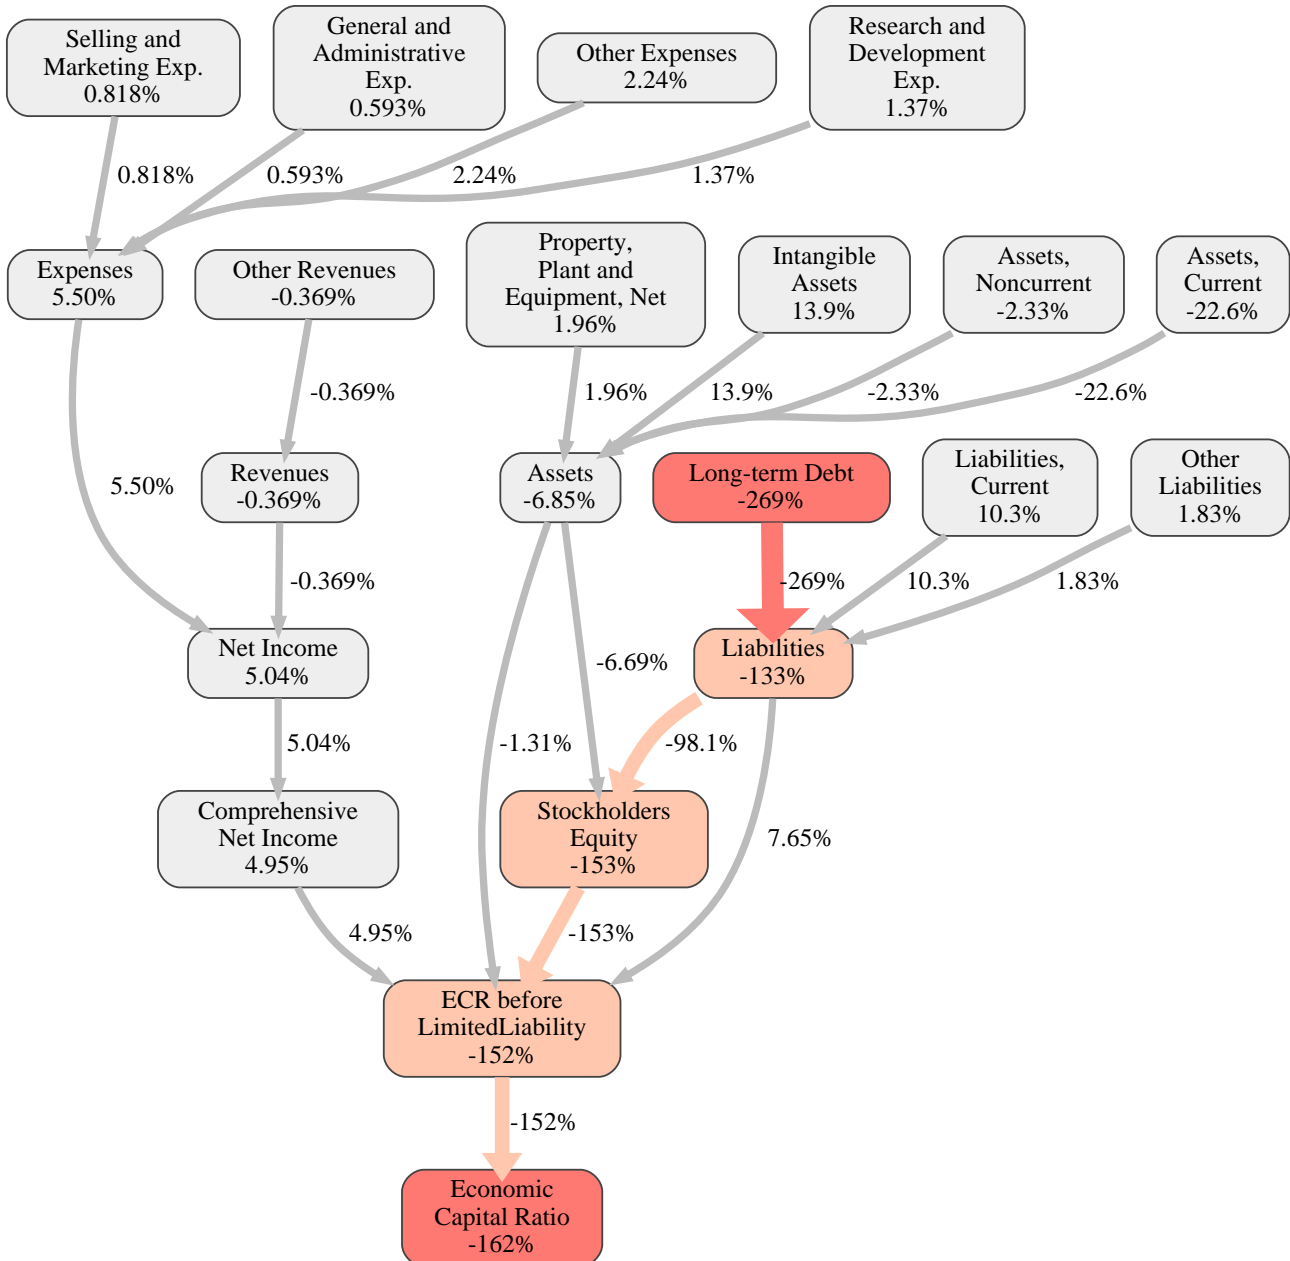 Selling and
Marketing Exp.
0.818%
General and
Administrative
Exp.
0.593%
Other Expenses
2.24%
Research and
Development
Exp.
1.37%
0.818%
0.593%
2.24%
1.37%
Expenses
5.50%
Other Revenues
-0.369%
Property,
Plant and
Equipment, Net
1.96%
Intangible
Assets
13.9%
Assets,
Noncurrent
-2.33%
Assets,
Current
-22.6%
-0.369%
1.96%
13.9%
-2.33%
-22.6%
5.50%
Revenues
-0.369%
Assets
-6.85%
Long-term Debt
-269%
Liabilities,
Current
10.3%
Other
Liabilities
1.83%
-0.369%
-269%
10.3%
1.83%
Net Income
5.04%
-6.69%
Liabilities
-133%
5.04%
-1.31%
-98.1%
Comprehensive
Net Income
4.95%
Stockholders
Equity
-153%
7.65%
4.95%
-153%
ECR before
LimitedLiability
-152%
-152%
Economic
Capital Ratio
-162%